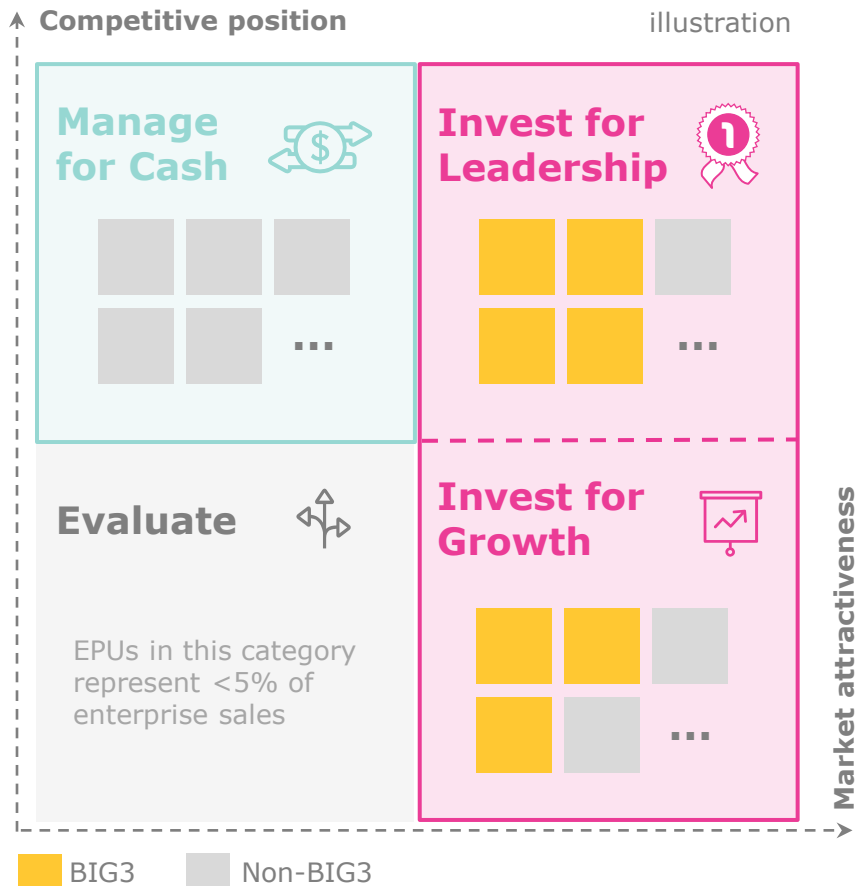 Competitive position
illustration
Manage
for Cash
$
...
Invest for
Leadership
1
...
Evaluate
EPUs in this category
represent <5% of
enterprise sales
Invest for
Growth
...
Market attractiveness
BIG3
Non-BIG3